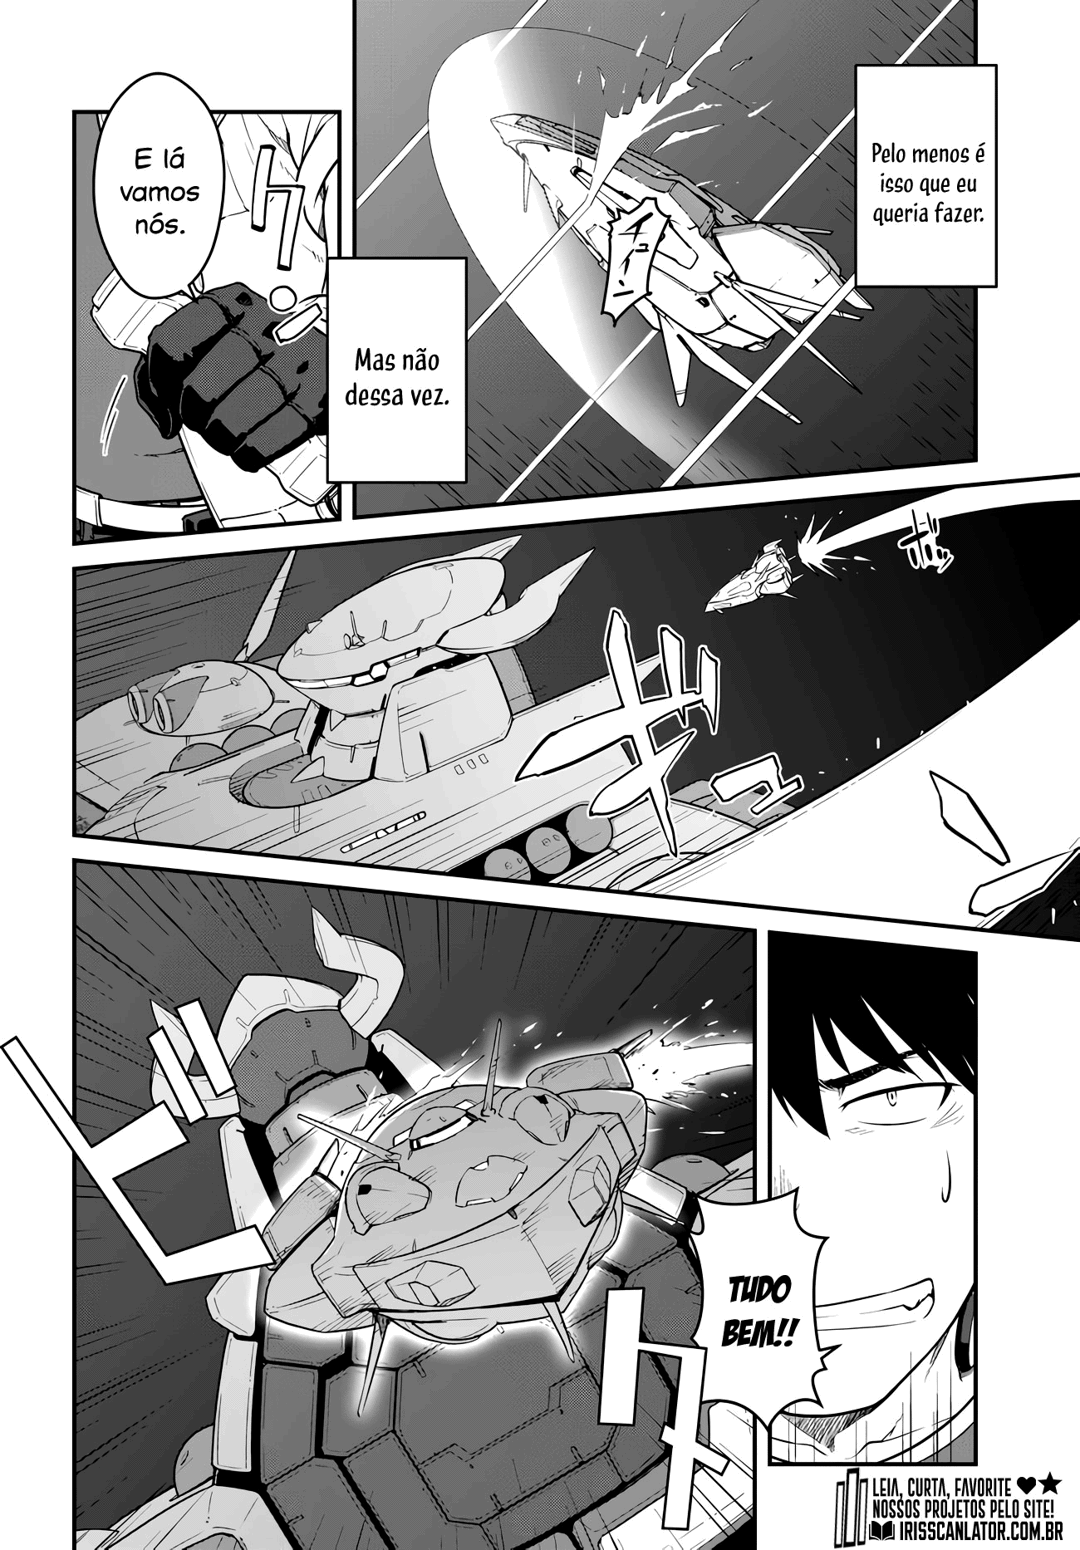 Pelo menos é
isso que eu
queria fazer.
Mas não
dessa vez.
E lá
vamos
nós.
TUDO
BEM!!
LEIA, CURTA, FAVORITE ♥★
NOSSOS PROJETOS PELO SITE!
IRISSCANLATOR.COM.BR